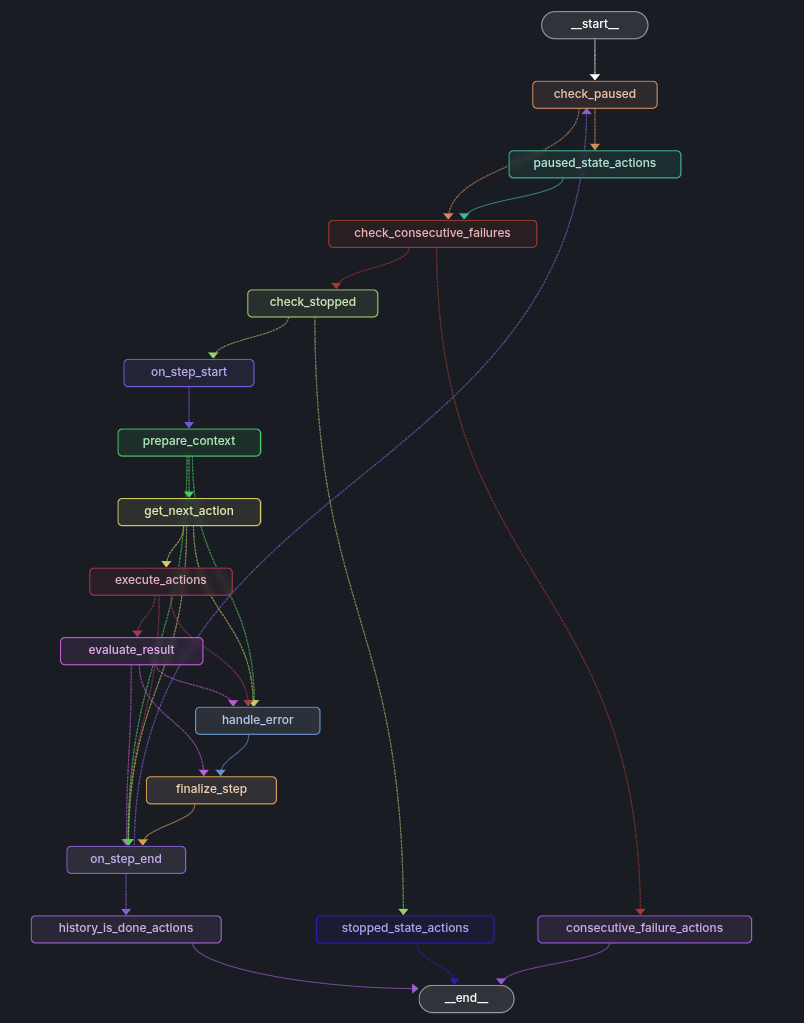 __start__
check_paused
paused_state_actions
check_consecutive_failures
check_stopped
on_step_start
prepare_context
get_next_action
execute_actions
evaluate_result
handle_error
finalize_step
on_step_end
history_is_done_actions
stopped_state_actions
consecutive_failure_actions
__end__